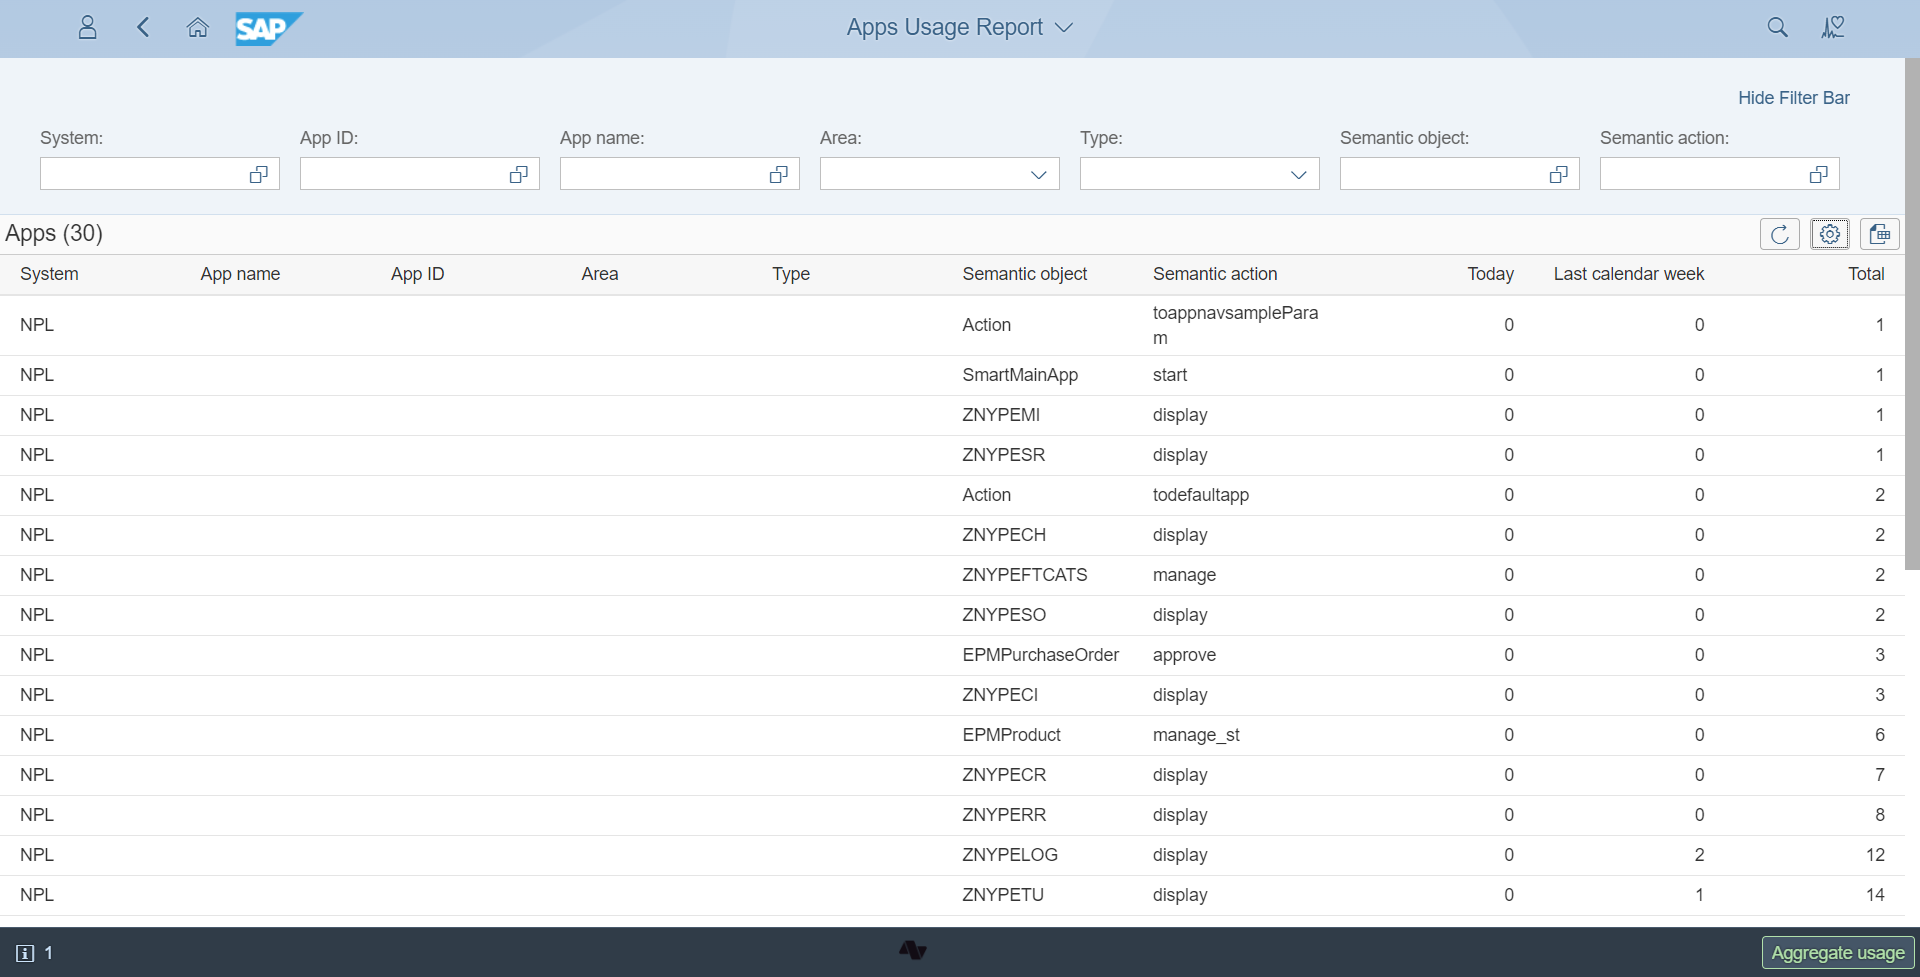 SAP
Apps Usage Report
Hide Filter Bar
System: App ID: App name: Area: Type: Semantic object: Semantic action:
Apps (30)
System App name App ID Area Type Semantic object Semantic action Today Last calendar week Total
NPL Action toappnavsamplePara
m 0 0 1
NPL SmartMainApp start 0 0 1
NPL ZNYPEMI display 0 0 1
NPL ZNYPESR display 0 0 1
NPL Action todefaultapp 0 0 2
NPL ZNYPECH display 0 0 2
NPL ZNYPEFTCATS manage 0 0 2
NPL ZNYPESO display 0 0 2
NPL EPMPurchaseOrder approve 0 0 3
NPL ZNYPECI display 0 0 3
NPL EPMProduct manage_st 0 0 6
NPL ZNYPECR display 0 0 7
NPL ZNYPERR display 0 0 8
NPL ZNYPELOG display 0 2 12
NPL ZNYPETU display 0 1 14
1 Aggregate usage